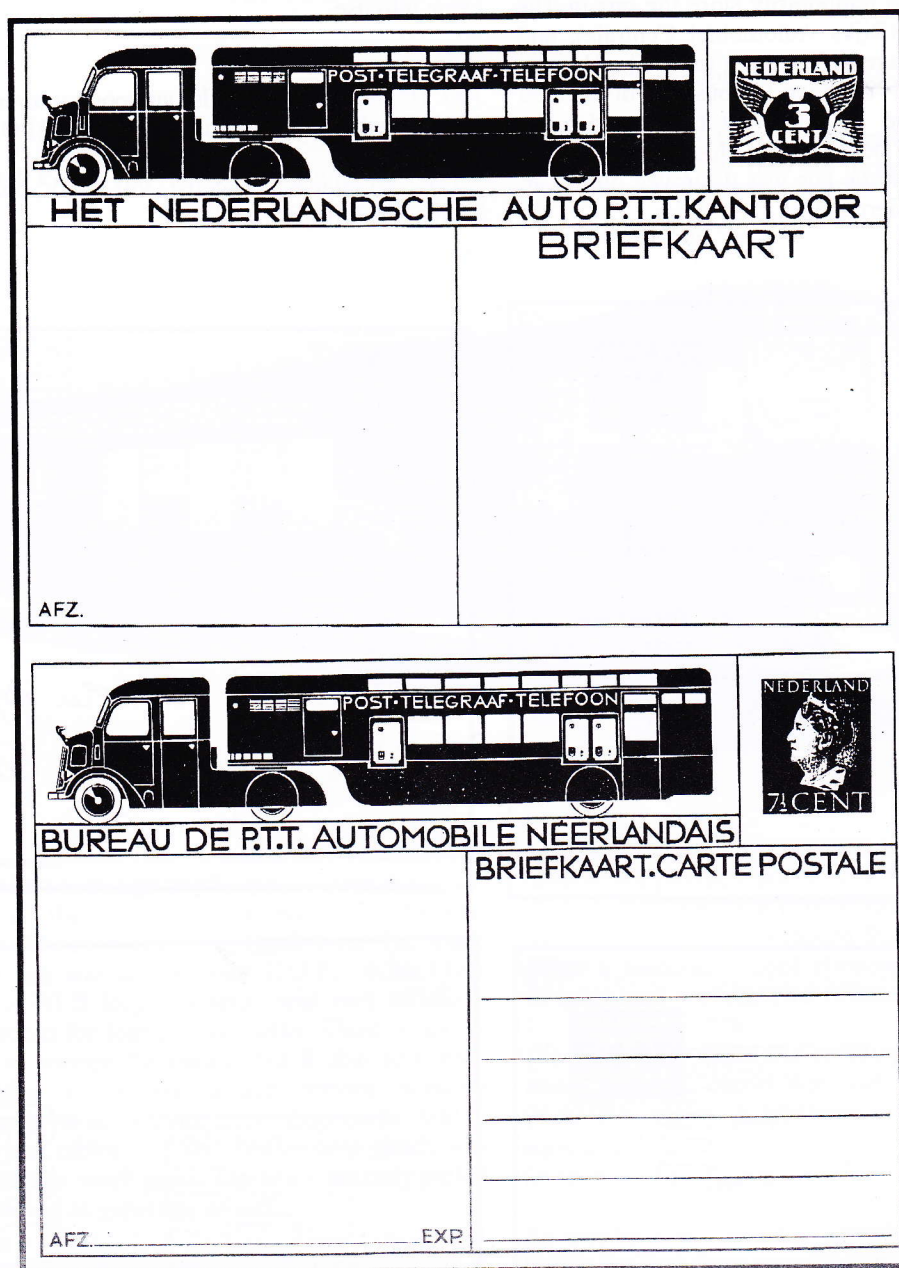 POST·TELEGRAAF·TELEFOON
NEDERLAND
3
CENT
HET NEDERLANDSCHE AUTO P.T.T. KANTOOR
BRIEFKAART
AFZ.
POST·TELEGRAAF·TELEFOON
NEDERLAND
7½ CENT
BUREAU DE P.T.T. AUTOMOBILE NÉERLANDAIS
BRIEFKAART. CARTE POSTALE
AFZ. EXP.